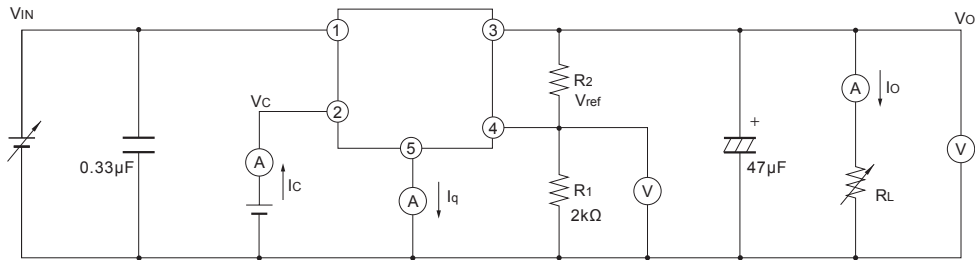 VIN
VO
1
3
R2
Vref
A
IO
VC
2
4
+
5
0.33µF
A
IC
A
Iq
R1
2kΩ
V
47µF
RL
V